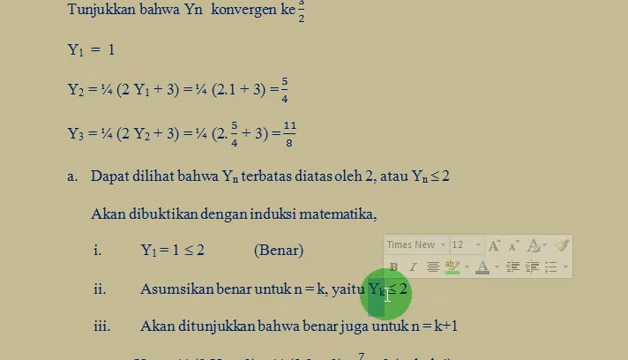 Tunjukkan bahwa Yn konvergen ke 3/2
Y₁ = 1
Y₂ = ¼ (2 Y₁ + 3) = ¼ (2.1 + 3) = 5/4
Y₃ = ¼ (2 Y₂ + 3) = ¼ (2. 5/4 + 3) = 11/8
a. Dapat dilihat bahwa Yₙ terbatas diatas oleh 2, atau Yₙ ≤ 2
Akan dibuktikan dengan induksi matematika,
i. Y₁ = 1 ≤ 2 (Benar)
Times New 12 A A A
B I A
ii. Asumsikan benar untuk n = k, yaitu Yₖ ≤ 2
iii. Akan ditunjukkan bahwa benar juga untuk n = k+1